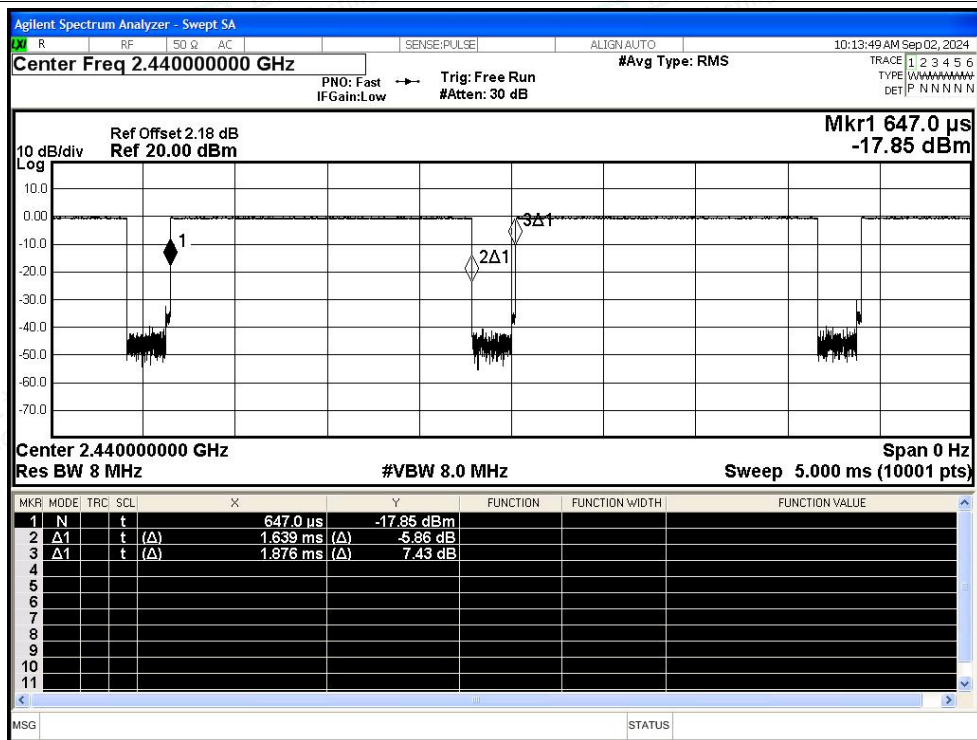 Agilent Spectrum Analyzer - Swept SA
LXI R RF 50 Ω AC SENSE:PULSE ALIGN AUTO 10:13:49 AM Sep 02, 2024
Center Freq 2.440000000 GHz #Avg Type: RMS TRACE 1 2 3 4 5 6
PNO: Fast Trig: Free Run TYPE WWWWWW
IFGain:Low #Atten: 30 dB DET P N N N N N
Mkr1 647.0 µs
Ref Offset 2.18 dB -17.85 dBm
10 dB/div Ref 20.00 dBm
Log
10.0
0.00
3Δ1
-10.0
1
2Δ1
-20.0
-30.0
-40.0
-50.0
-60.0
-70.0
Center 2.440000000 GHz Span 0 Hz
Res BW 8 MHz #VBW 8.0 MHz Sweep 5.000 ms (10001 pts)
MKR MODE TRC SCL X Y FUNCTION FUNCTION WIDTH FUNCTION VALUE
1 N t 647.0 µs -17.85 dBm
2 Δ1 t (Δ) 1.639 ms (Δ) -5.86 dB
3 Δ1 t (Δ) 1.876 ms (Δ) 7.43 dB
4
5
6
7
8
9
10
11
MSG STATUS